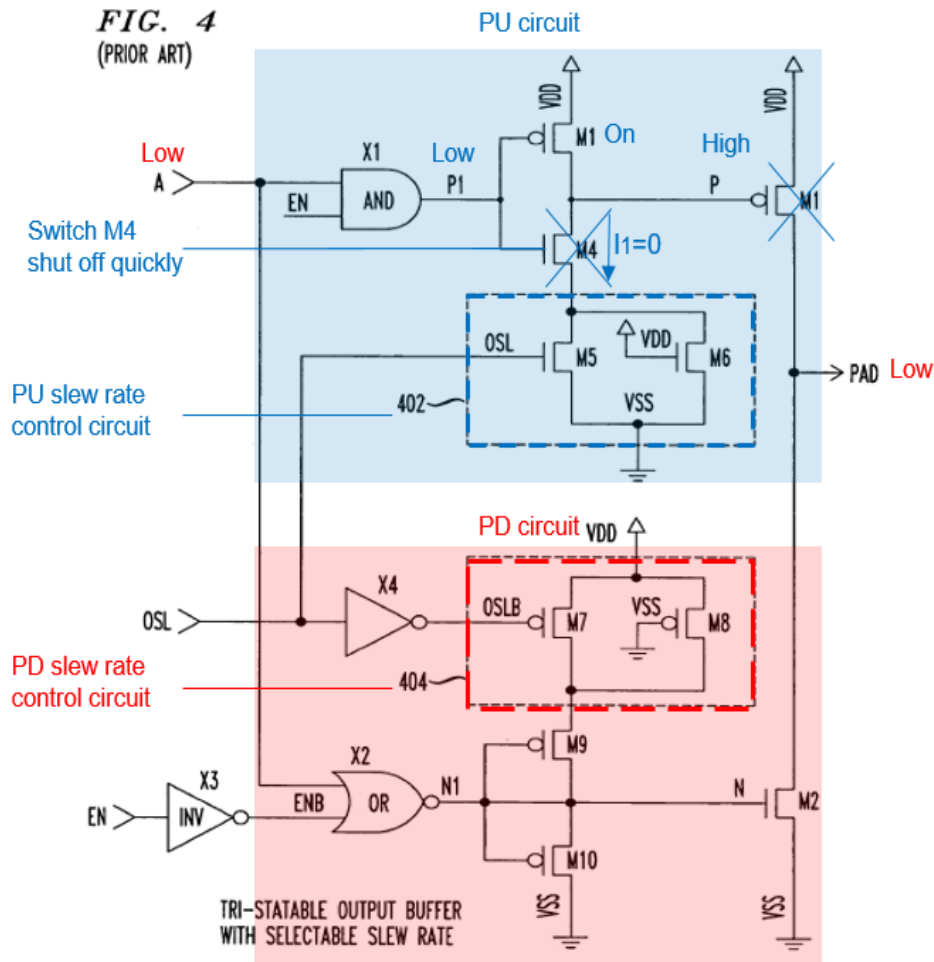 FIG. 4
(PRIOR ART)
PU circuit
VDD
VDD
Low
A
X1
AND
EN
Low
P1
M1
On
High
P
M1
Switch M4
shut off quickly
M4
I1=0
OSL
M5
VDD
M6
VSS
402
PU slew rate
control circuit
PAD
Low
PD circuit
VDD
X4
OSL
OSLB
M7
VSS
M8
PD slew rate
control circuit
404
M9
X3
X2
EN
INV
ENB
OR
N1
N
M2
M10
VSS
VSS
TRI-STATABLE OUTPUT BUFFER
WITH SELECTABLE SLEW RATE